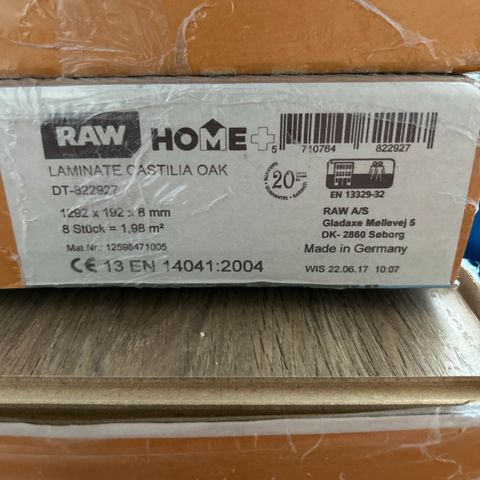 RAW HOME+
5 710764 822927
LAMINATE CASTILIA OAK
DT-822927
1292 x 192 x 8 mm
8 Stück = 1,98 m²
Mat.Nr.: 12598471005
CE 13 EN 14041:2004
20
EN 13329-32
RAW A/S
Gladaxe Møllevej 5
DK- 2860 Søborg
Made in Germany
WIS 22.06.17 10:07